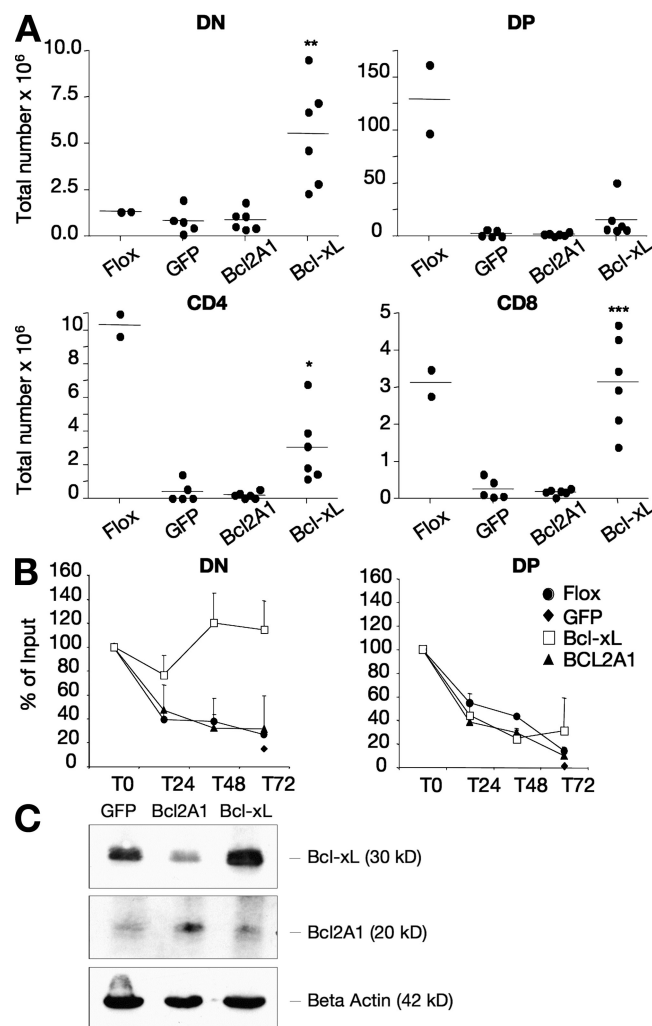 A
DN
DP
Total number x 10⁶
10.0
7.5
5.0
2.5
0.0
**
Flox
GFP
Bcl2A1
Bcl-xL
150
100
50
0
Flox
GFP
Bcl2A1
Bcl-xL
CD4
CD8
Total number x 10⁶
10
8
6
4
2
0
*
Flox
GFP
Bcl2A1
Bcl-xL
5
4
3
2
1
0
***
Flox
GFP
Bcl2A1
Bcl-xL
B
DN
DP
% of Input
160
140
120
100
80
60
40
20
0
T0 T24 T48 T72
160
140
120
100
80
60
40
20
0
T0 T24 T48 T72
Flox
GFP
Bcl-xL
BCL2A1
C
GFP Bcl2A1 Bcl-xL
Bcl-xL (30 kD)
Bcl2A1 (20 kD)
Beta Actin (42 kD)